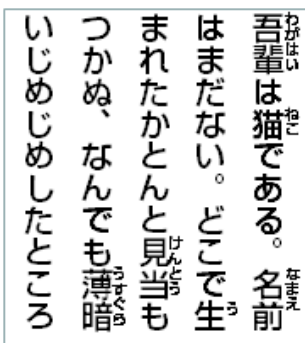 吾輩は猫である。名前
はまだない。どこで生
まれたかとんと見当も
つかぬ、なんでも薄暗
いじめじめしたところ